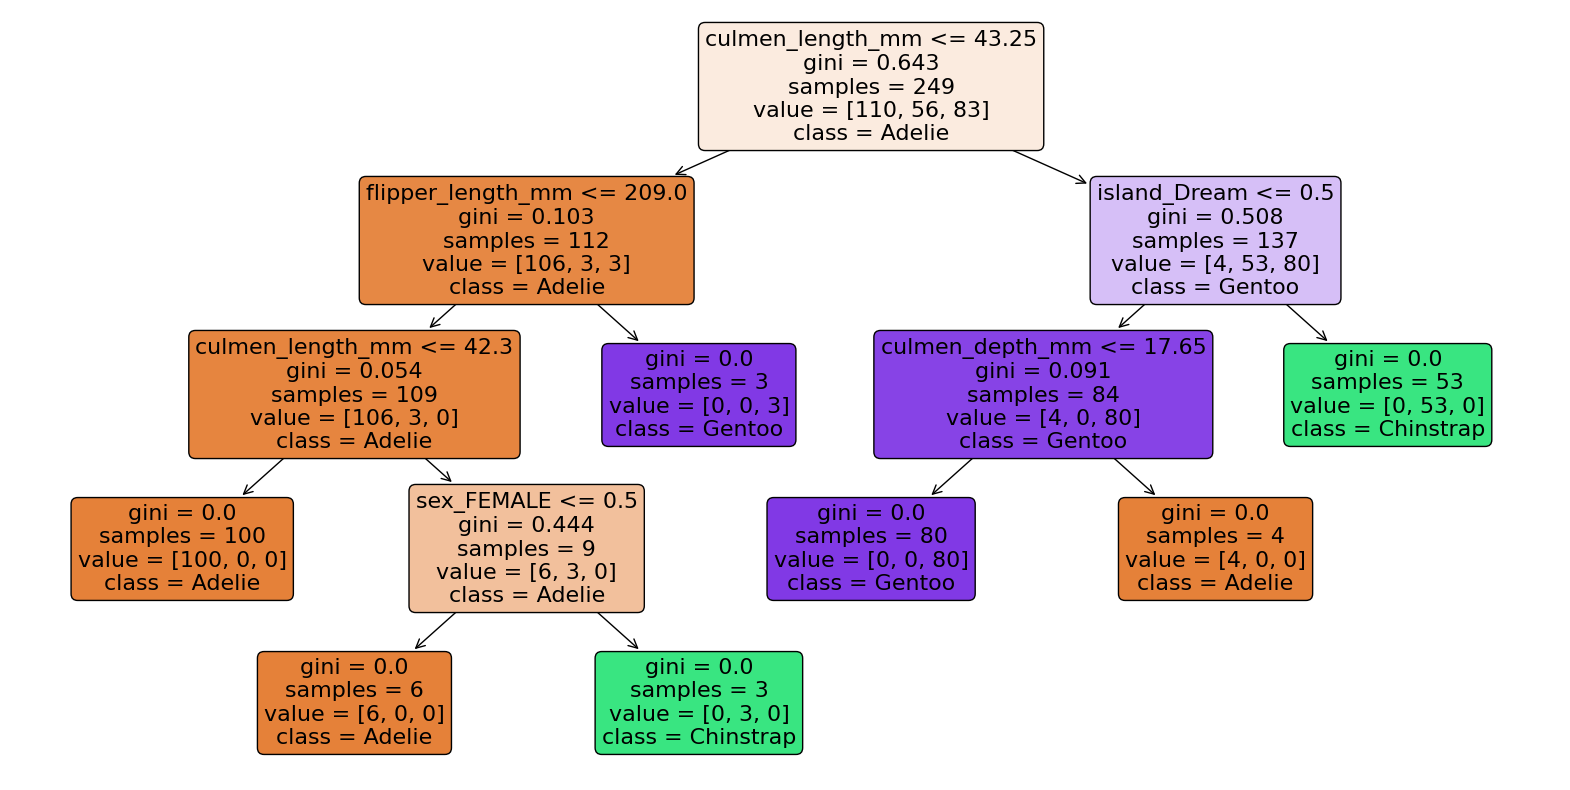 culmen_length_mm <= 43.25
gini = 0.643
samples = 249
value = [110, 56, 83]
class = Adelie
flipper_length_mm <= 209.0
gini = 0.103
samples = 112
value = [106, 3, 3]
class = Adelie
island_Dream <= 0.5
gini = 0.508
samples = 137
value = [4, 53, 80]
class = Gentoo
culmen_length_mm <= 42.3
gini = 0.054
samples = 109
value = [106, 3, 0]
class = Adelie
gini = 0.0
samples = 3
value = [0, 0, 3]
class = Gentoo
culmen_depth_mm <= 17.65
gini = 0.091
samples = 84
value = [4, 0, 80]
class = Gentoo
gini = 0.0
samples = 53
value = [0, 53, 0]
class = Chinstrap
gini = 0.0
samples = 100
value = [100, 0, 0]
class = Adelie
sex_FEMALE <= 0.5
gini = 0.444
samples = 9
value = [6, 3, 0]
class = Adelie
gini = 0.0
samples = 80
value = [0, 0, 80]
class = Gentoo
gini = 0.0
samples = 4
value = [4, 0, 0]
class = Adelie
gini = 0.0
samples = 6
value = [6, 0, 0]
class = Adelie
gini = 0.0
samples = 3
value = [0, 3, 0]
class = Chinstrap